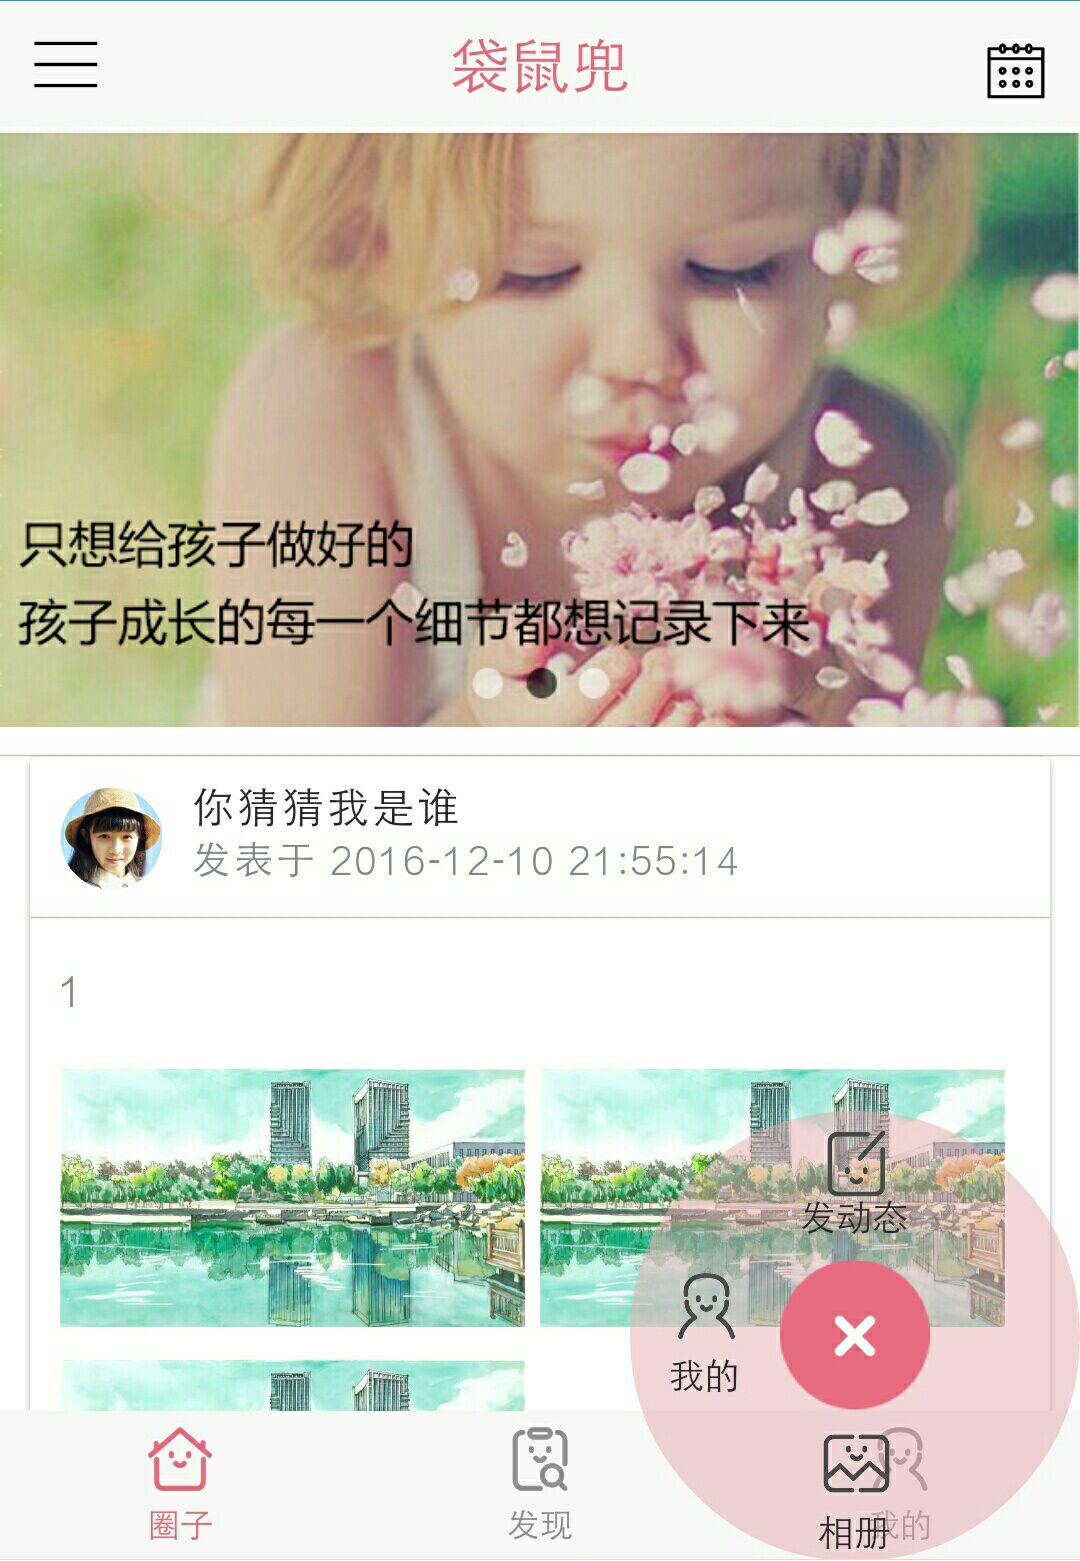 袋鼠兜
只想给孩子做好的
孩子成长的每一个细节都想记录下来
你猜猜我是谁
发表于 2016-12-10 21:55:14
1
发动态
我的
相册
圈子
发现
我的